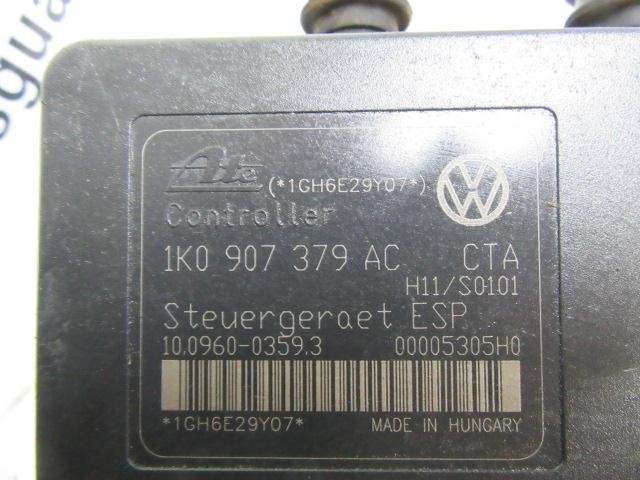 Ate (*1GH6E29Y07*)
Controller
1K0 907 379 AC CTA
H11/S0101
Steuergeraet ESP
10.0960-0359.3 00005305H0
*1GH6E29Y07* MADE IN HUNGARY